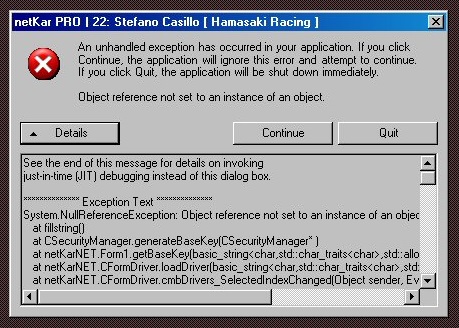 netKar PRO | 22: Stefano Casillo [ Hamasaki Racing ]
An unhandled exception has occurred in your application. If you click
Continue, the application will ignore this error and attempt to continue.
If you click Quit, the application will be shut down immediately.
Object reference not set to an instance of an object.
Details
Continue
Quit
See the end of this message for details on invoking
just-in-time (JIT) debugging instead of this dialog box.
************** Exception Text **************
System.NullReferenceException: Object reference not set to an instance of an objec
at fillstring()
at CSecurityManager.generateBaseKey(CSecurityManager* )
at netKarNET.Form1.getBaseKey(basic_string<char,std::char_traits<char>,std::allo
at netKarNET.CFormDriver.loadDriver(basic_string<char,std::char_traits<char>,std:
at netKarNET.CFormDriver.cmbDrivers_SelectedIndexChanged(Object sender, Ev